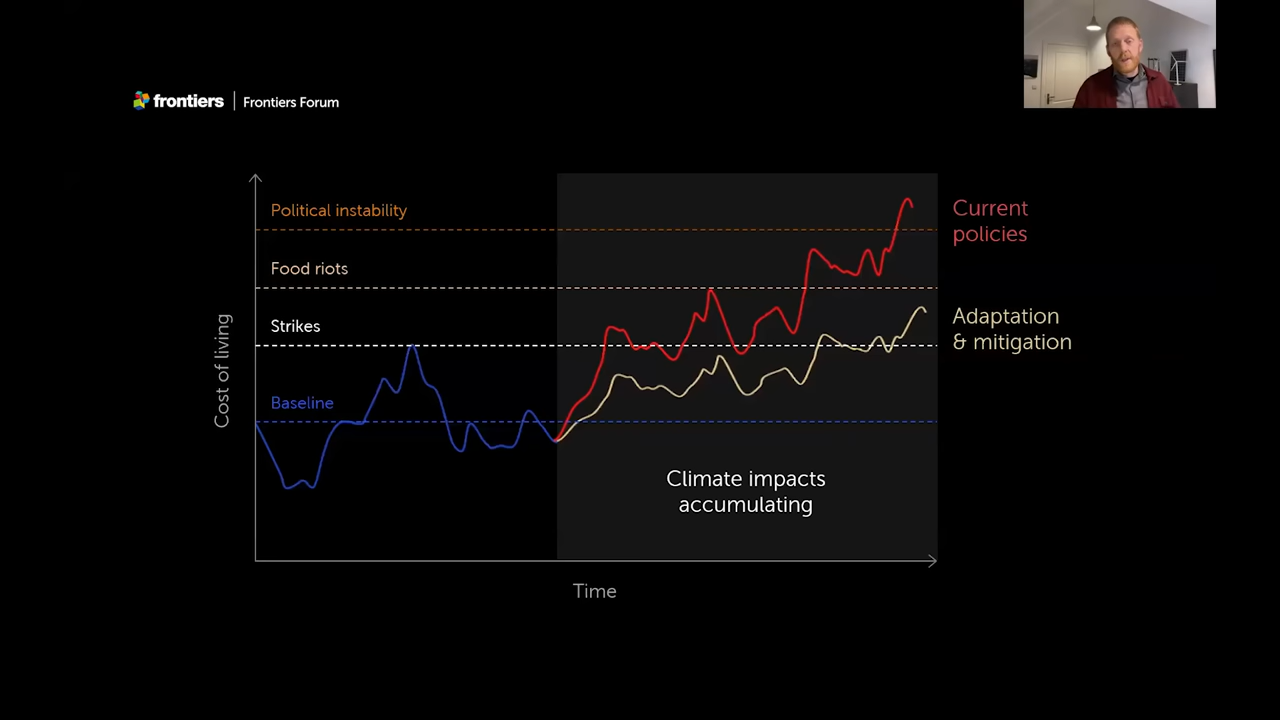 frontiers | Frontiers Forum
Political instability
Food riots
Strikes
Baseline
Cost of living
Current
policies
Adaptation
& mitigation
Climate impacts
accumulating
Time